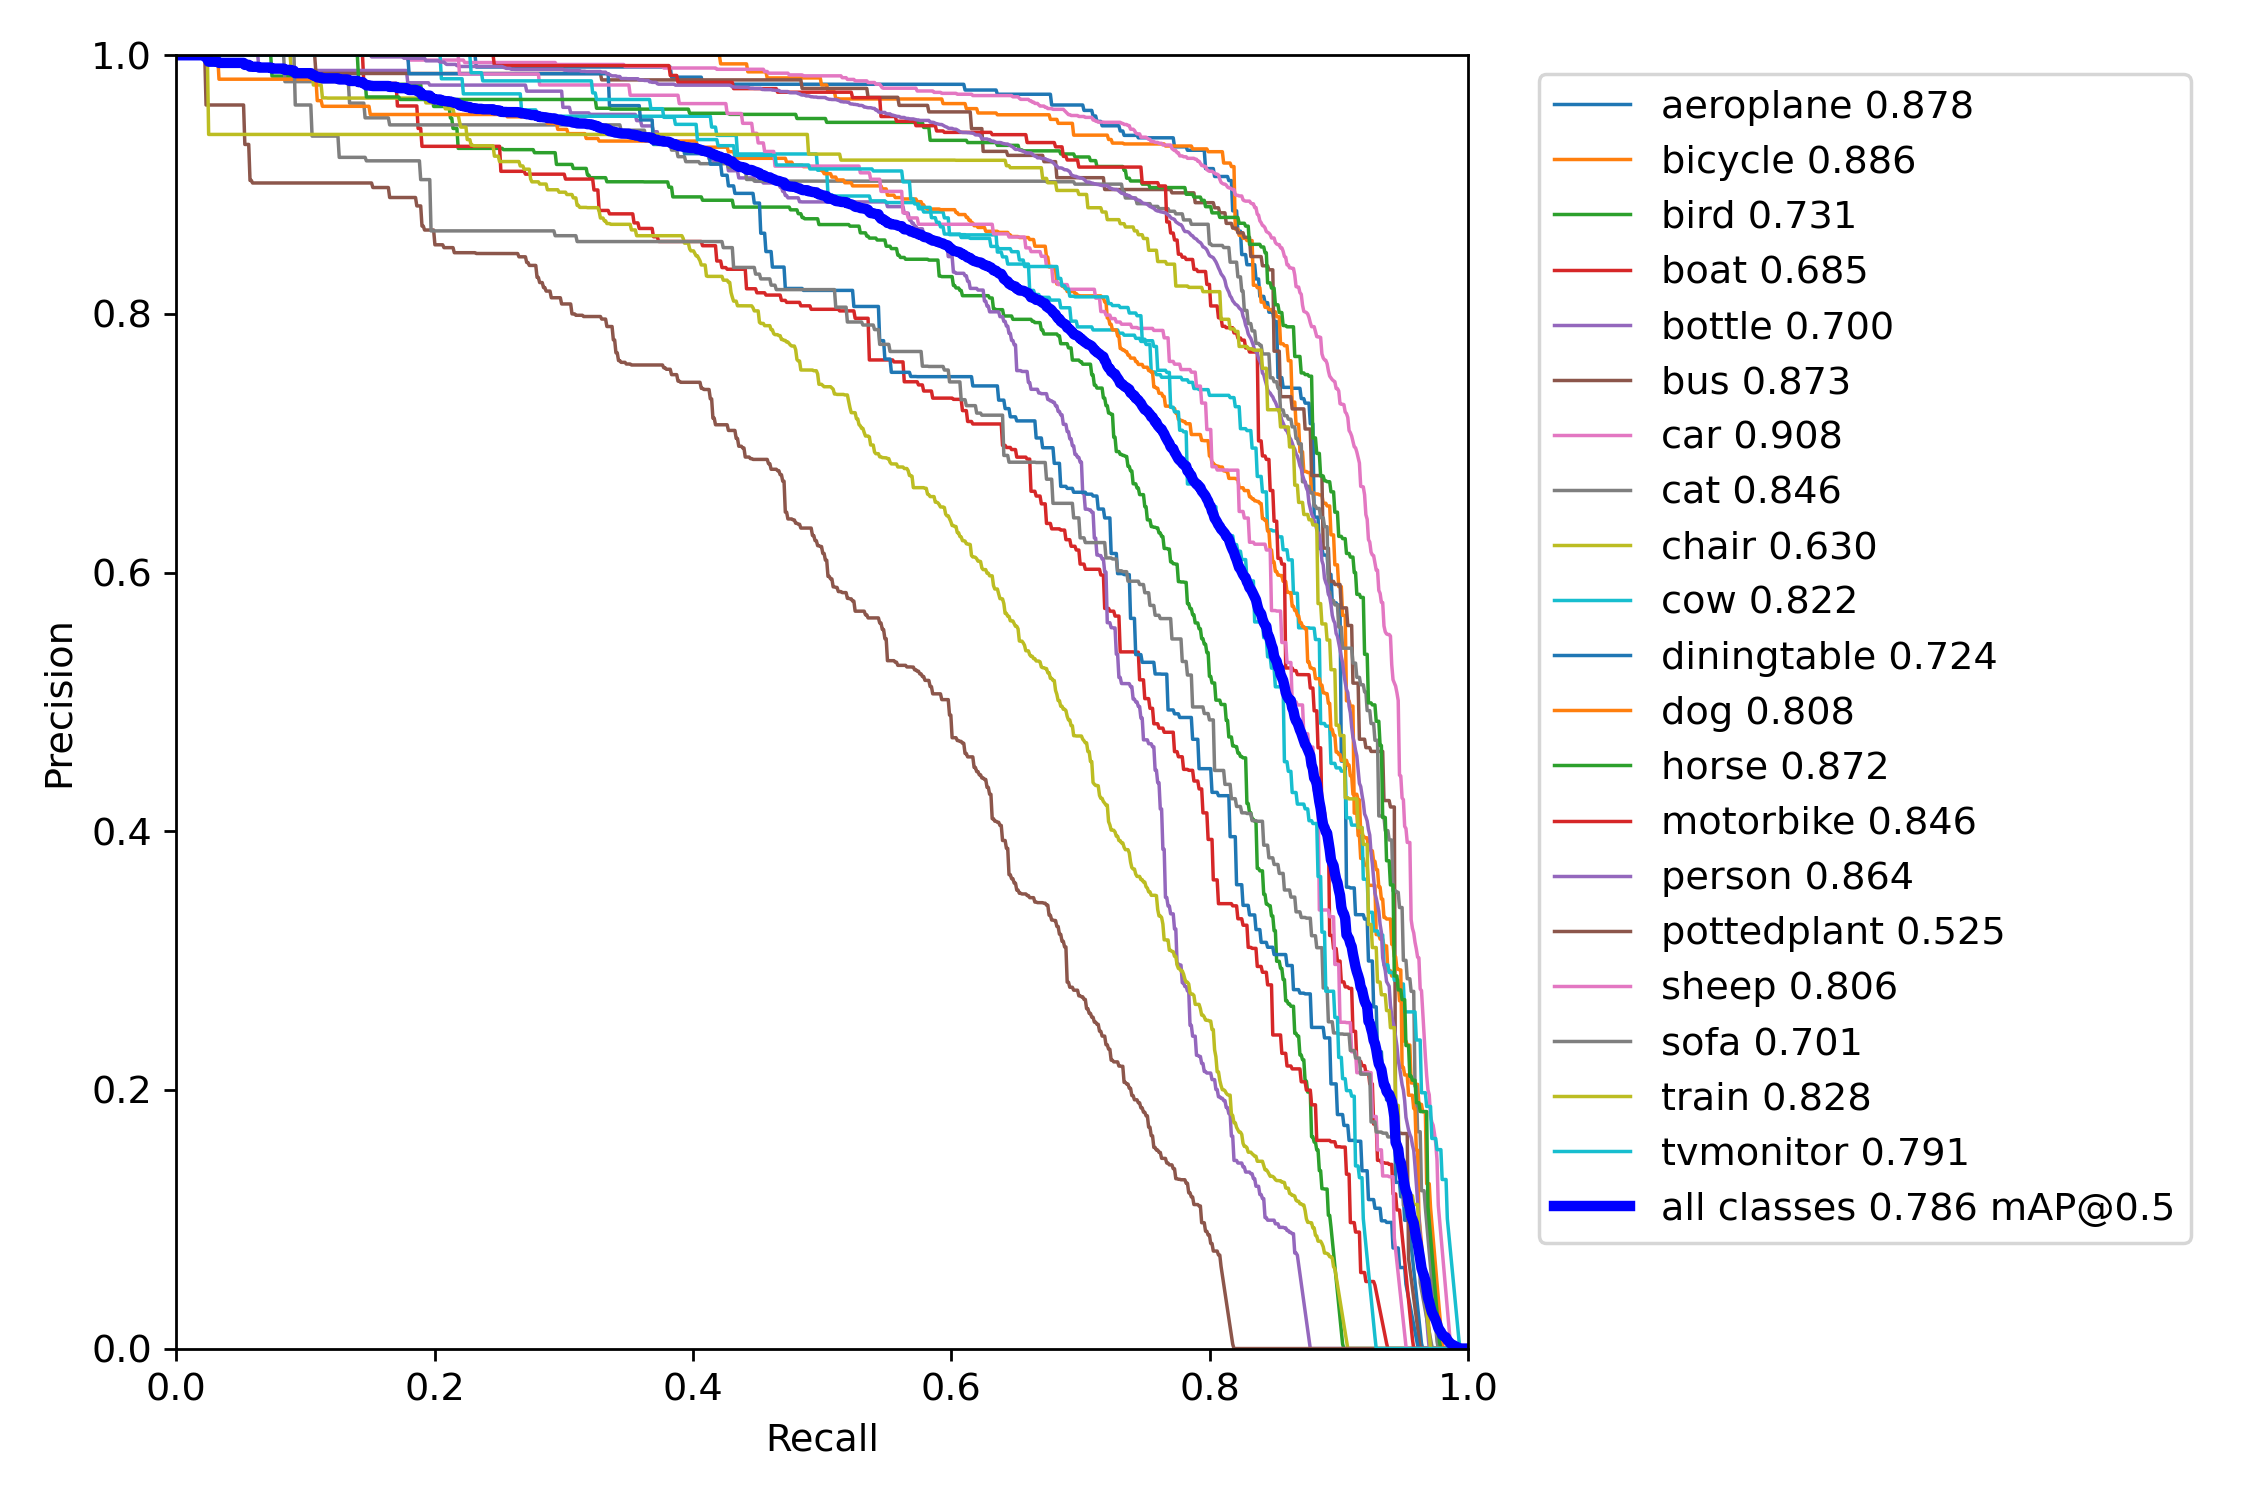 1.0
0.8
0.6
0.4
0.2
0.0
Precision
0.0 0.2 0.4 0.6 0.8 1.0
Recall
aeroplane 0.878
bicycle 0.886
bird 0.731
boat 0.685
bottle 0.700
bus 0.873
car 0.908
cat 0.846
chair 0.630
cow 0.822
diningtable 0.724
dog 0.808
horse 0.872
motorbike 0.846
person 0.864
pottedplant 0.525
sheep 0.806
sofa 0.701
train 0.828
tvmonitor 0.791
all classes 0.786 mAP@0.5